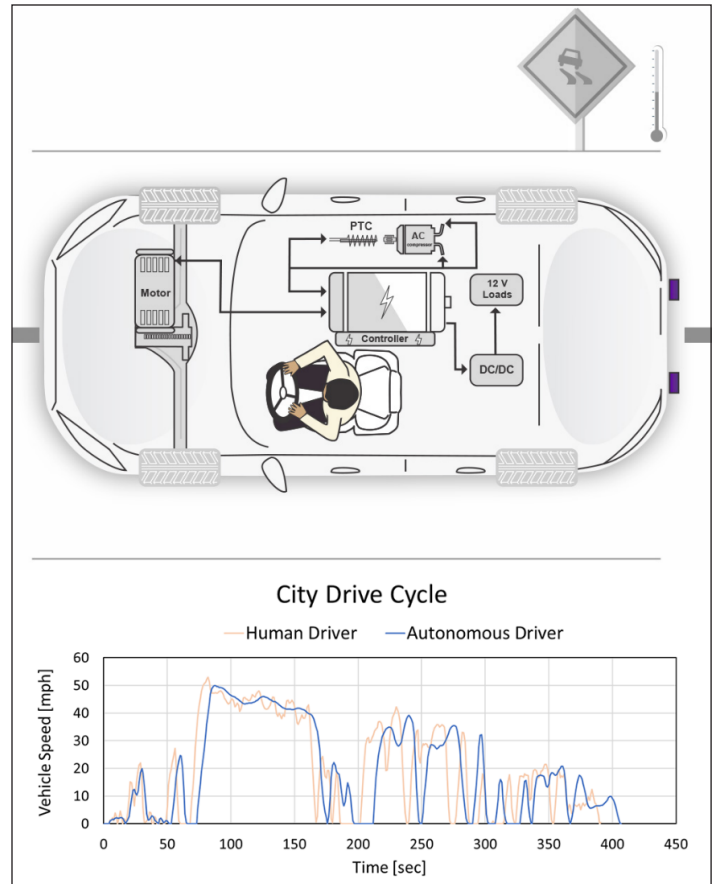 PTC
AC
compressor
Motor
12 V
Loads
Controller
DC/DC
City Drive Cycle
Human Driver
Autonomous Driver
Vehicle Speed [mph]
60
50
40
30
20
10
0
0 50 100 150 200 250 300 350 400 450
Time [sec]